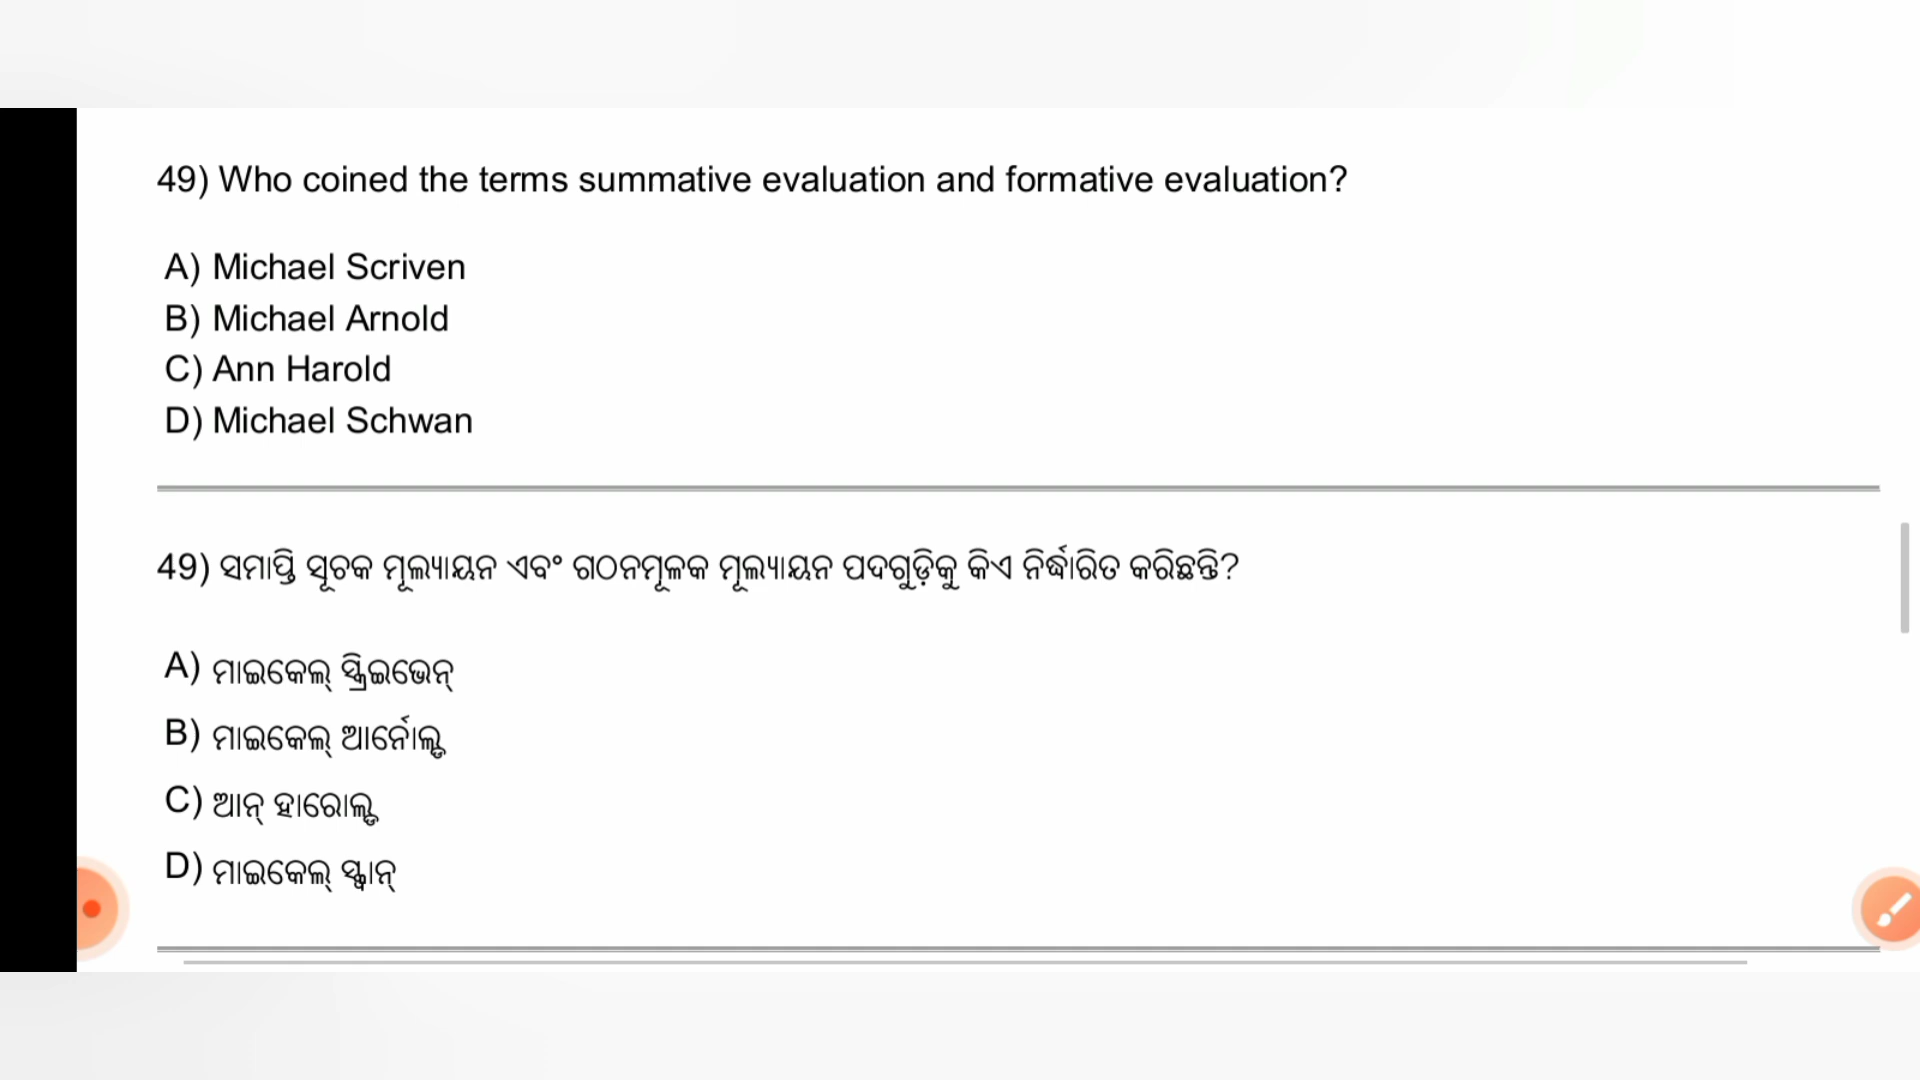 49) Who coined the terms summative evaluation and formative evaluation?
A) Michael Scriven
B) Michael Arnold
C) Ann Harold
D) Michael Schwan
49) ସମାପ୍ତି ସୂଚକ ମୂଲ୍ୟାୟନ ଏବଂ ଗଠନମୂଳକ ମୂଲ୍ୟାୟନ ପଦଗୁଡ଼ିକୁ କିଏ ନିର୍ଦ୍ଧାରିତ କରିଛନ୍ତି?
A) ମାଇକେଲ୍ ସ୍କ୍ରିଇଭେନ୍
B) ମାଇକେଲ୍ ଆର୍ନୋଲ୍ଡ
C) ଆନ୍ ହାରୋଲ୍ଡ
D) ମାଇକେଲ୍ ସ୍ଚ୍ଵାନ୍